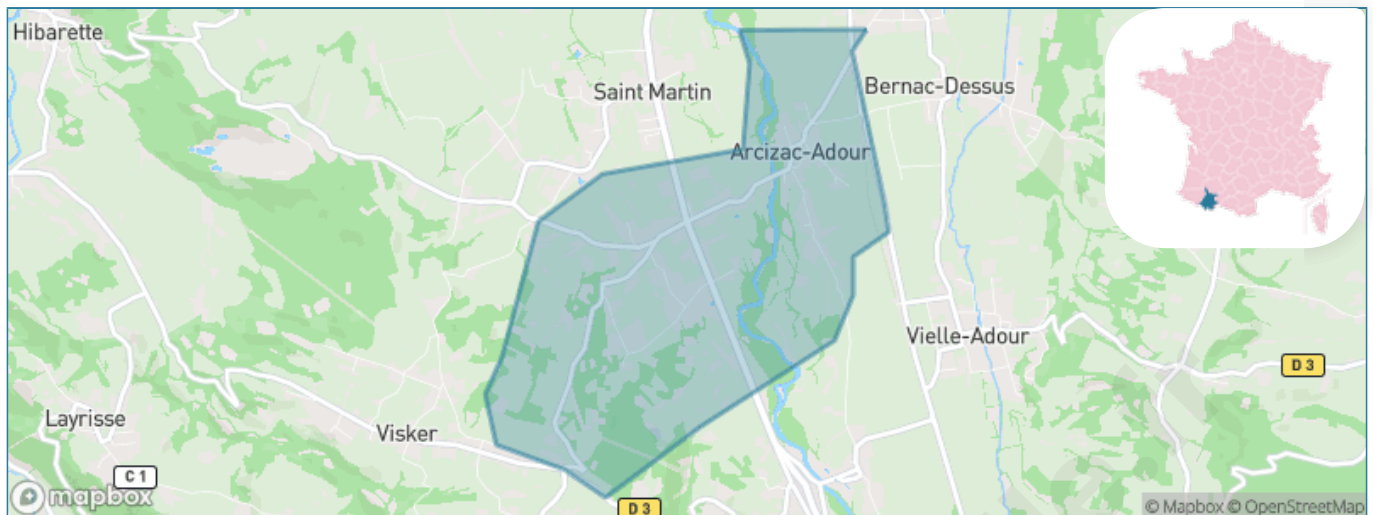 Hibarette
Saint Martin
Bernac-Dessus
Arcizac-Adour
Vielle-Adour
D 3
Layrisse
Visker
C 1
mapbox
D 3
© Mapbox © OpenStreetMap